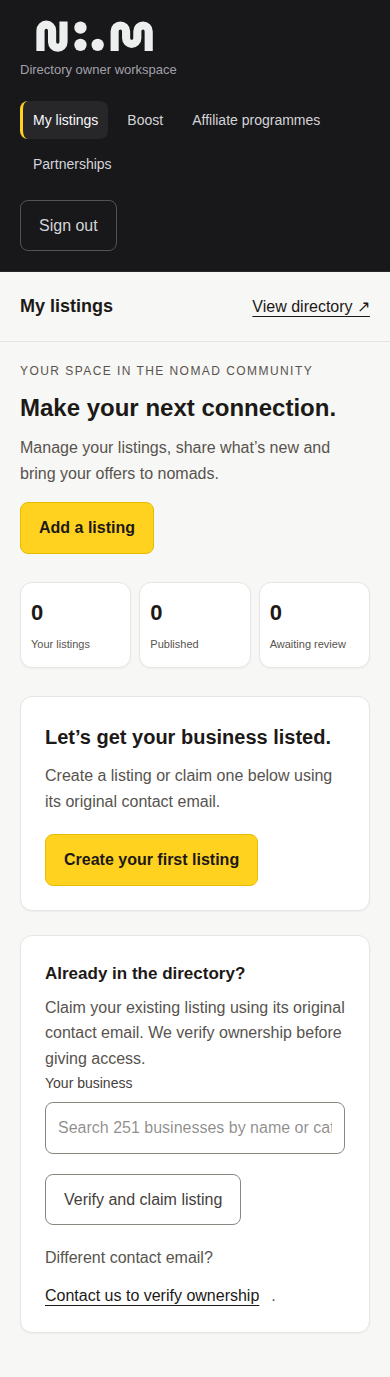 N:.M
Directory owner workspace
My listings
Boost
Affiliate programmes
Partnerships
Sign out
My listings
View directory ↗
YOUR SPACE IN THE NOMAD COMMUNITY
Make your next connection.
Manage your listings, share what’s new and
bring your offers to nomads.
Add a listing
0
Your listings
0
Published
0
Awaiting review
Let’s get your business listed.
Create a listing or claim one below using
its original contact email.
Create your first listing
Already in the directory?
Claim your existing listing using its original
contact email. We verify ownership before
giving access.
Your business
Search 251 businesses by name or cat
Verify and claim listing
Different contact email?
Contact us to verify ownership .